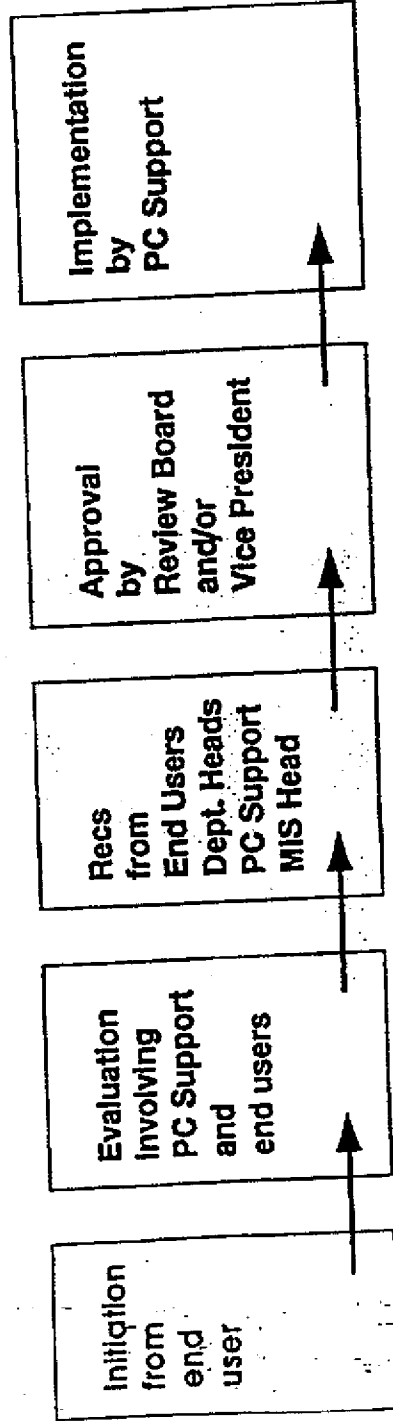 Initiation
from
end
user
Evaluation
Involving
PC Support
and
end users
Recs
from
End Users
Dept. Heads
PC Support
MIS Head
Approval
by
Review Board
and/or
Vice President
Implementation
by
PC Support